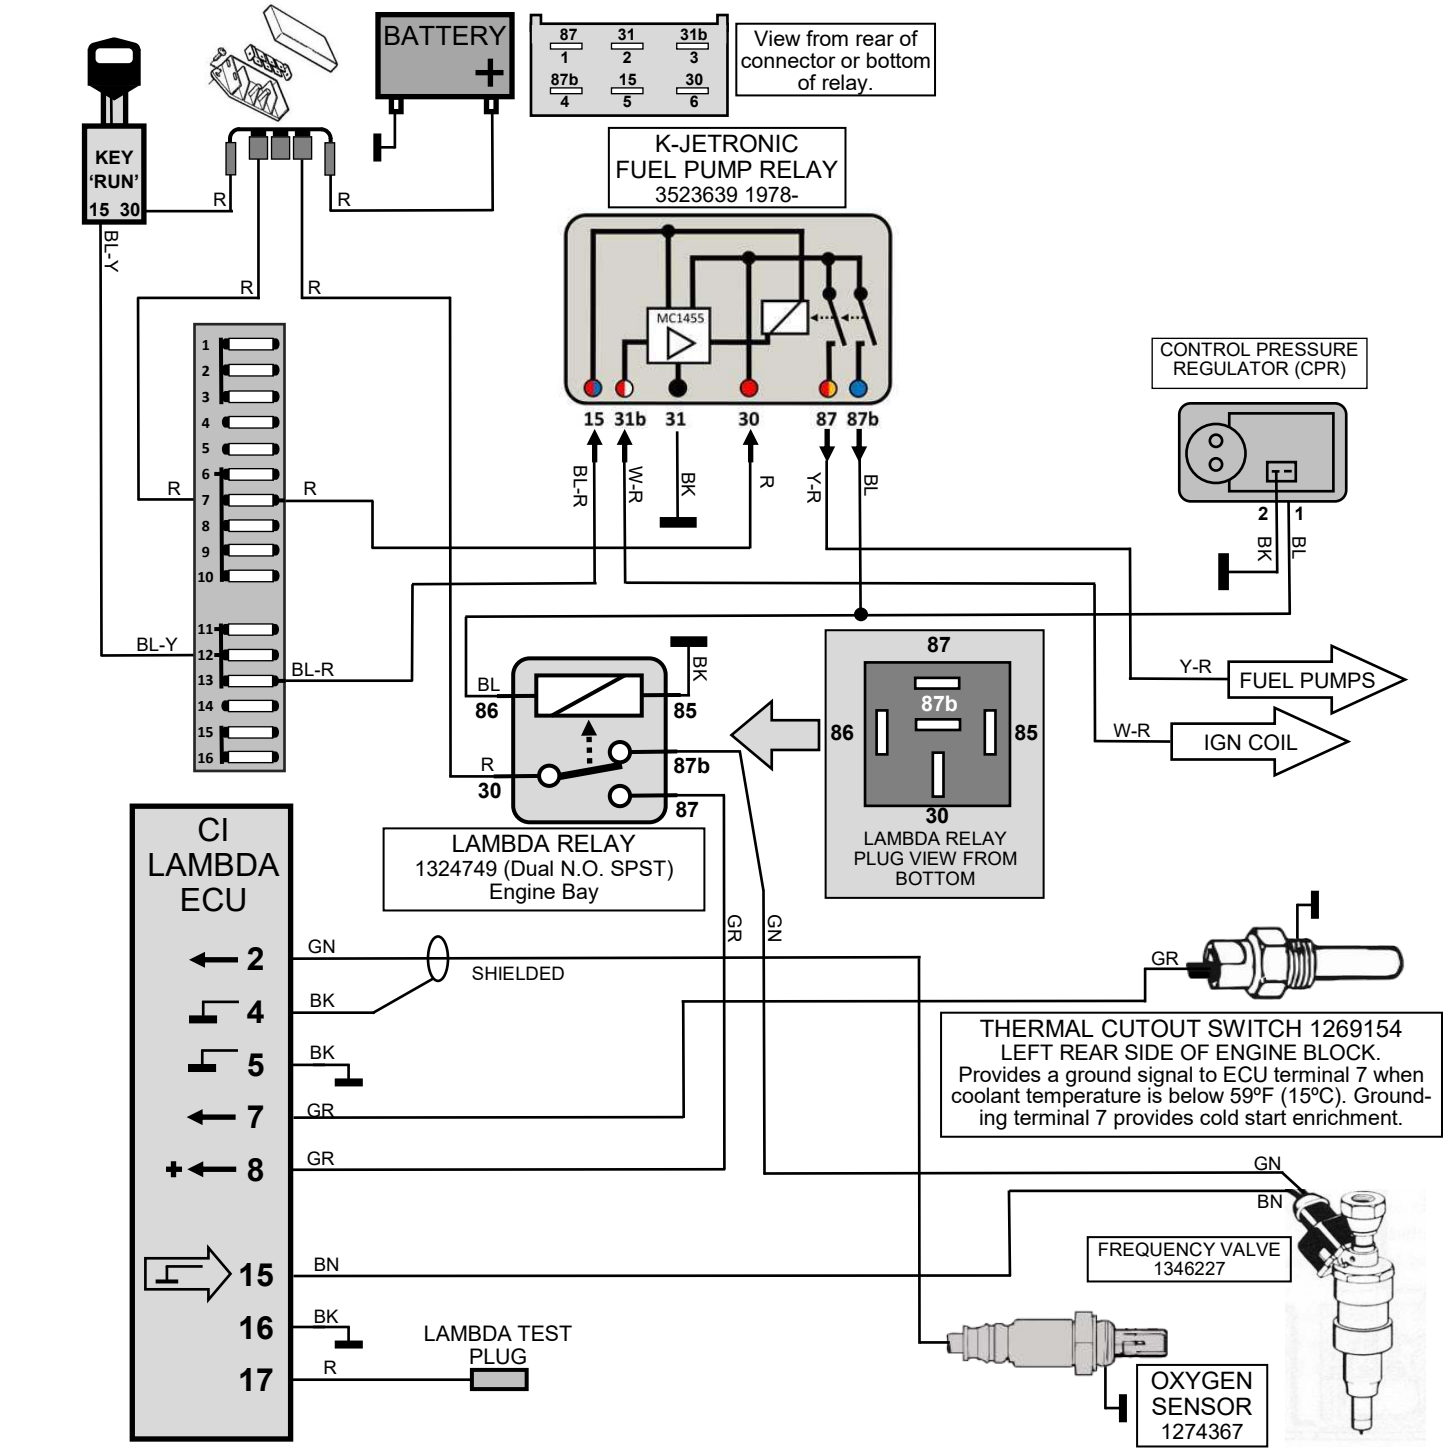 BATTERY
+
87 31 31b
1 2 3
87b 15 30
4 5 6
View from rear of
connector or bottom
of relay.
KEY
‘RUN’
15 30
R
R
BL-Y
R
R
K-JETRONIC
FUEL PUMP RELAY
3523639 1978-
MC1455
15 31b 31 30 87 87b
BL-R
W-R
BK
R
Y-R
BL
CONTROL PRESSURE
REGULATOR (CPR)
2 1
BK
BL
1
2
3
4
5
6
R 7 R
8
9
10
11
BL-Y 12
13 BL-R
14
15
16
BK
BL
86
85
R
30
87b
87
LAMBDA RELAY
1324749 (Dual N.O. SPST)
Engine Bay
87
87b
86
85
30
LAMBDA RELAY
PLUG VIEW FROM
BOTTOM
Y-R
FUEL PUMPS
W-R
IGN COIL
GR
GN
CI
LAMBDA
ECU
2 GN
SHIELDED
4 BK
5 BK
7 GR
+ 8 GR
15 BN
16 BK
17 R
LAMBDA TEST
PLUG
GR
THERMAL CUTOUT SWITCH 1269154
LEFT REAR SIDE OF ENGINE BLOCK.
Provides a ground signal to ECU terminal 7 when
coolant temperature is below 59ºF (15ºC). Ground-
ing terminal 7 provides cold start enrichment.
GN
BN
FREQUENCY VALVE
1346227
OXYGEN
SENSOR
1274367